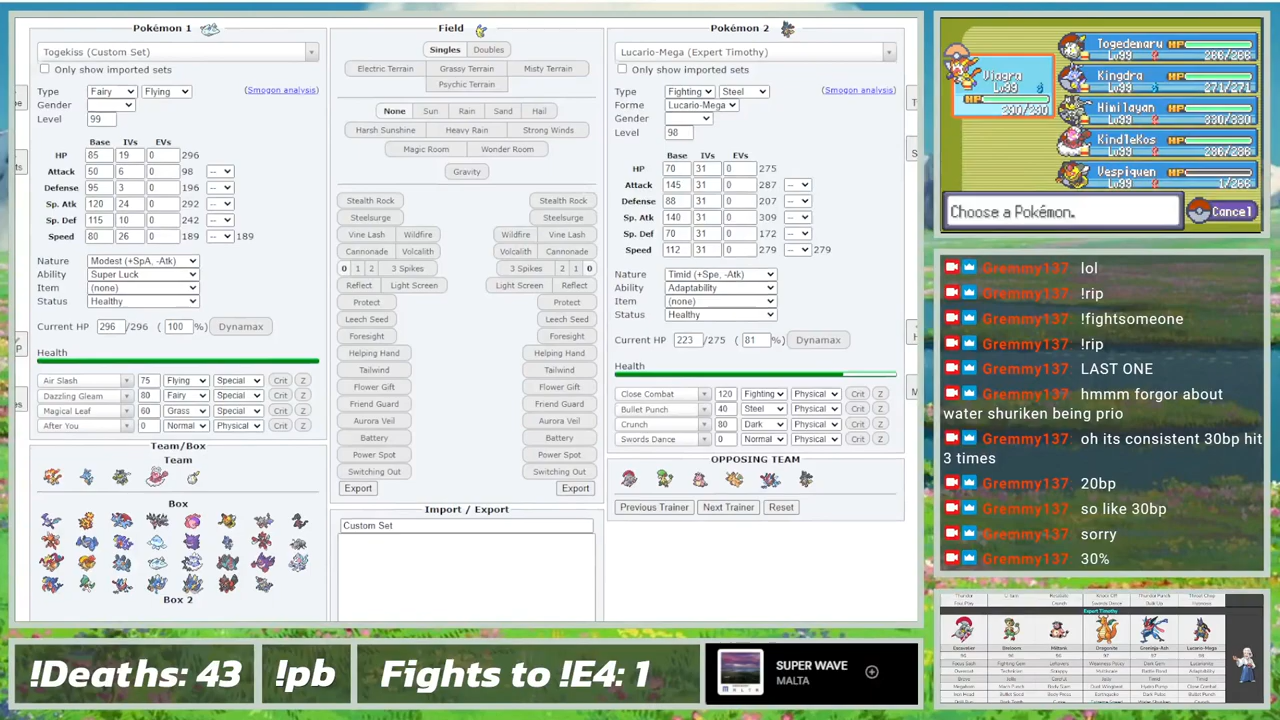 Pokémon 1
Togekiss (Custom Set)
Only show imported sets
Type Fairy Flying (Smogon analysis)
Gender
Level 99
Base IVs EVs
HP 85 19 0 296
Attack 50 6 0 98 --
Defense 95 3 0 196 --
Sp. Atk 120 24 0 292 --
Sp. Def 115 10 0 242 --
Speed 80 26 0 189 -- 189
Nature Modest (+SpA, -Atk)
Ability Super Luck
Item (none)
Status Healthy
Current HP 296 /296 ( 100 %) Dynamax
Health
Air Slash 75 Flying Special Crit Z
Dazzling Gleam 80 Fairy Special Crit Z
Magical Leaf 60 Grass Special Crit Z
After You 0 Normal Physical Crit Z
Team/Box
Team
Box
Box 2
Field
Singles Doubles
Electric Terrain Grassy Terrain Misty Terrain
Psychic Terrain
None Sun Rain Sand Hail
Harsh Sunshine Heavy Rain Strong Winds
Magic Room Wonder Room
Gravity
Stealth Rock Stealth Rock
Steelsurge Steelsurge
Vine Lash Wildfire Wildfire Vine Lash
Cannonade Volcalith Volcalith Cannonade
0 1 2 3 Spikes 3 Spikes 2 1 0
Reflect Light Screen Light Screen Reflect
Protect Protect
Leech Seed Leech Seed
Foresight Foresight
Helping Hand Helping Hand
Tailwind Tailwind
Flower Gift Flower Gift
Friend Guard Friend Guard
Aurora Veil Aurora Veil
Battery Battery
Power Spot Power Spot
Switching Out Switching Out
Export Export
Import / Export
Custom Set
Pokémon 2
Lucario-Mega (Expert Timothy)
Only show imported sets
Type Fighting Steel (Smogon analysis)
Forme Lucario-Mega
Gender
Level 98
Base IVs EVs
HP 70 31 0 275
Attack 145 31 0 287 --
Defense 88 31 0 207 --
Sp. Atk 140 31 0 309 --
Sp. Def 70 31 0 172 --
Speed 112 31 0 279 -- 279
Nature Timid (+Spe, -Atk)
Ability Adaptability
Item (none)
Status Healthy
Current HP 223 /275 ( 81 %) Dynamax
Health
Close Combat 120 Fighting Physical Crit Z
Bullet Punch 40 Steel Physical Crit Z
Crunch 80 Dark Physical Crit Z
Swords Dance 0 Normal Physical Crit Z
OPPOSING TEAM
Previous Trainer Next Trainer Reset
Viagra
Lv99
HP
290/290
Togedemaru HP
Lv99 266/266
Kingdra HP
Lv99 271/271
Himilayan HP
Lv99 330/330
KindleKos HP
Lv99 286/286
Vespiquen HP
Lv99 1/266
Choose a Pokémon.
Cancel
Gremmy137 lol
Gremmy137 !rip
Gremmy137 !fightsomeone
Gremmy137 !rip
Gremmy137 LAST ONE
Gremmy137 hmmm forgor about
water shuriken being prio
Gremmy137 oh its consistent 30bp hit
3 times
Gremmy137 20bp
Gremmy137 so like 30bp
Gremmy137 sorry
Gremmy137 30%
Expert Timothy
Escavalier Breloom Miltank Dragonite Greninja-Ash Lucario-Mega
!Deaths: 43 !pb Fight to E4.
SUPER WAVE
MALTA